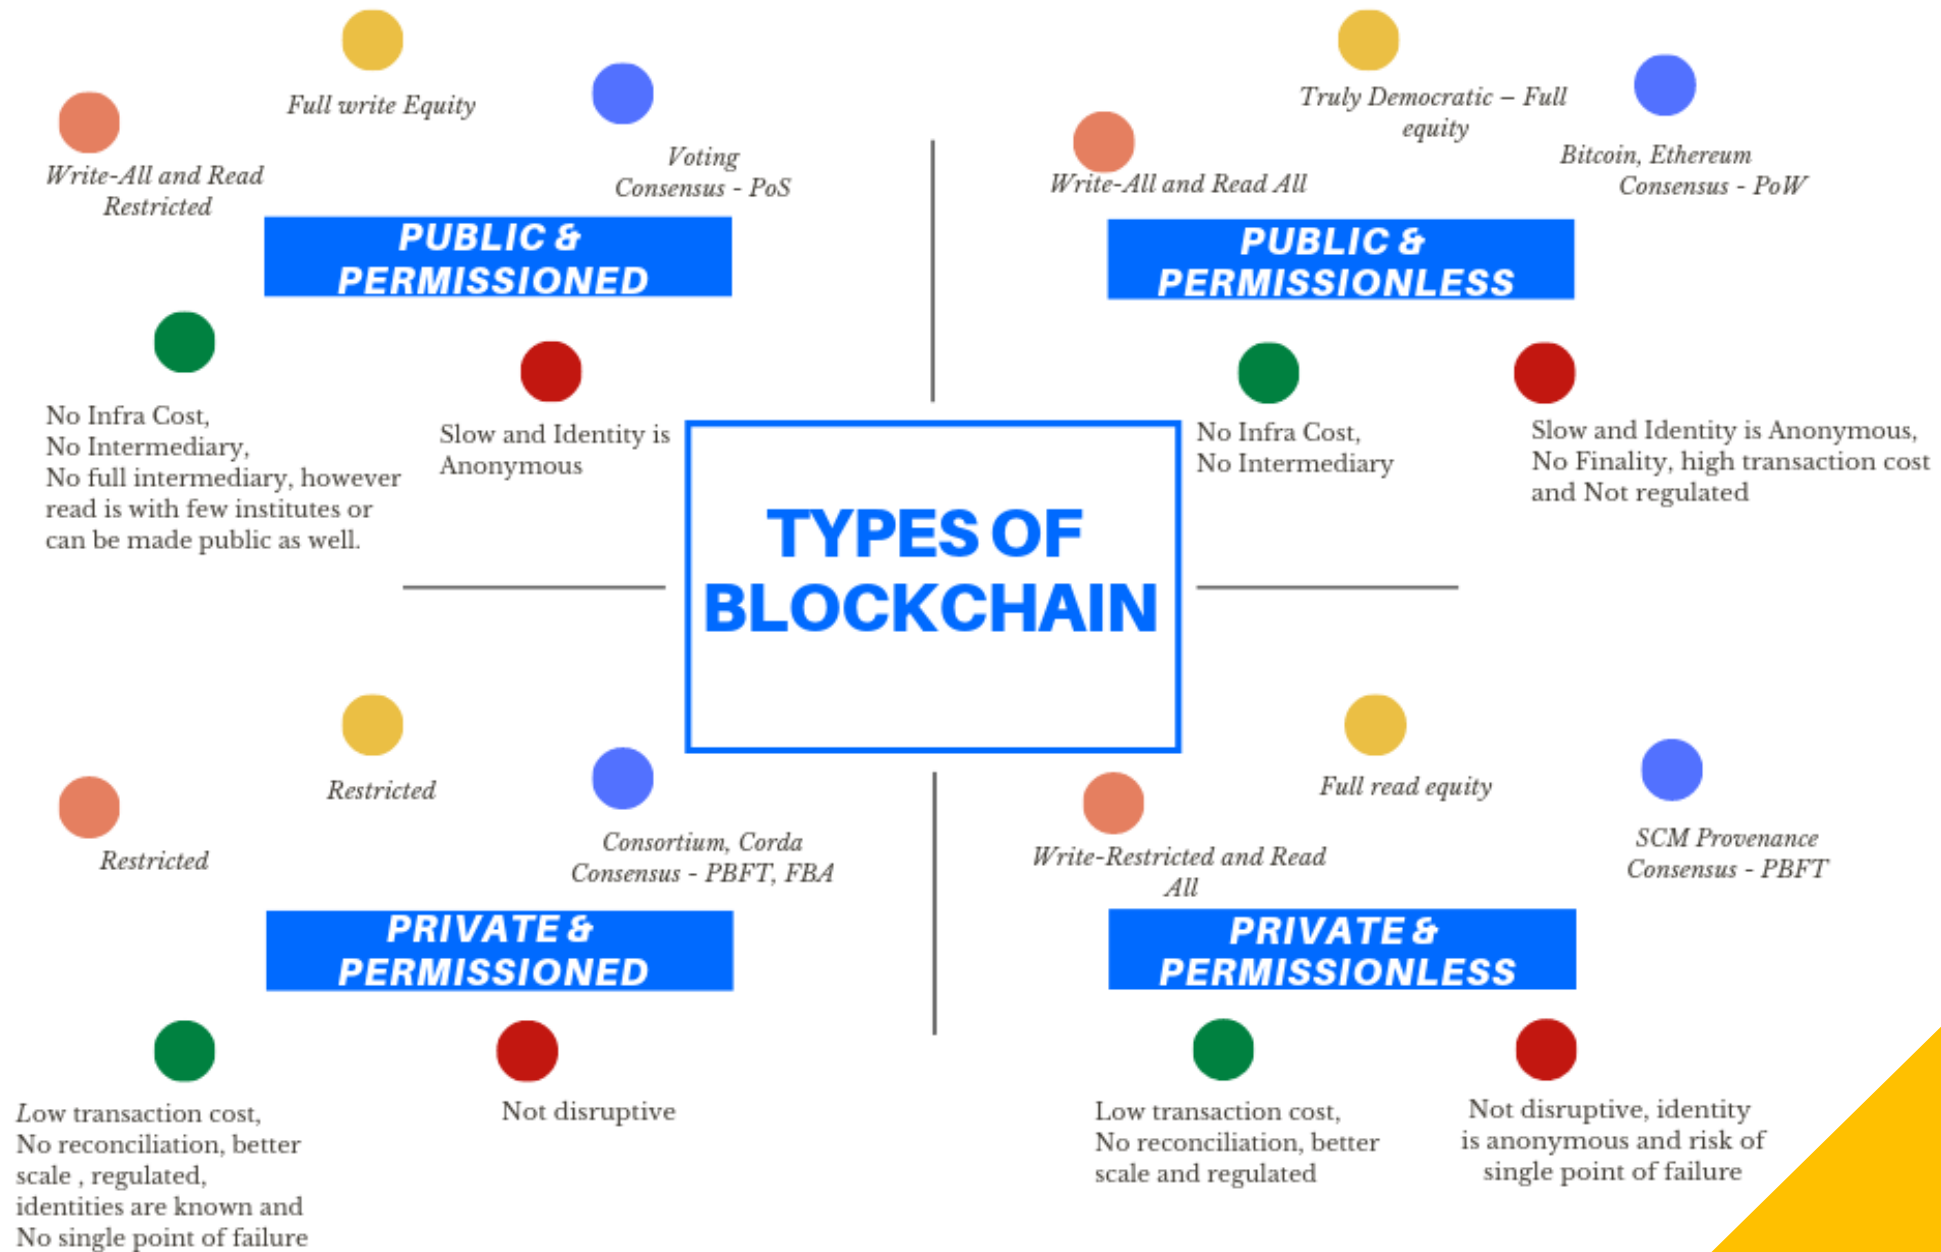 Full write Equity
Write-All and Read
Restricted
Voting
Consensus - PoS
PUBLIC &
PERMISSIONED
No Infra Cost,
No Intermediary,
No full intermediary, however
read is with few institutes or
can be made public as well.
Slow and Identity is
Anonymous
Truly Democratic – Full
equity
Write-All and Read All
Bitcoin, Ethereum
Consensus - PoW
PUBLIC &
PERMISSIONLESS
No Infra Cost,
No Intermediary
Slow and Identity is Anonymous,
No Finality, high transaction cost
and Not regulated
TYPES OF
BLOCKCHAIN
Restricted
Restricted
Consortium, Corda
Consensus - PBFT, FBA
PRIVATE &
PERMISSIONED
Low transaction cost,
No reconciliation, better
scale , regulated,
identities are known and
No single point of failure
Not disruptive
Full read equity
Write-Restricted and Read
All
SCM Provenance
Consensus - PBFT
PRIVATE &
PERMISSIONLESS
Low transaction cost,
No reconciliation, better
scale and regulated
Not disruptive, identity
is anonymous and risk of
single point of failure